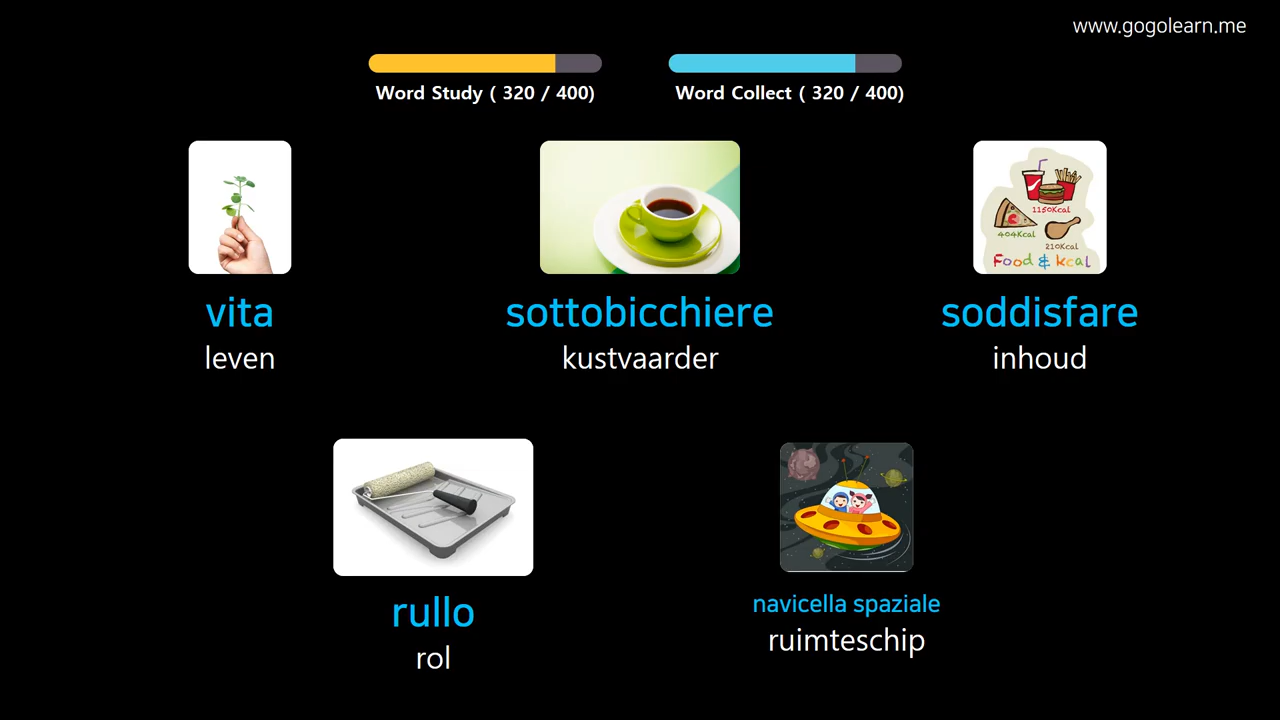 www.gogolearn.me
Word Study ( 320 / 400)
Word Collect ( 320 / 400)
1150Kcal
404Kcal
210Kcal
Food & kcal
vita
leven
sottobicchiere
kustvaarder
soddisfare
inhoud
rullo
rol
navicella spaziale
ruimteschip